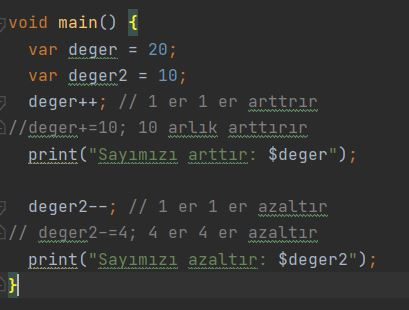 void main() {
var deger = 20;
var deger2 = 10;
deger++; // 1 er 1 er arttrır
//deger+=10; 10 arlık arttırır
print("Sayımızı arttır: $deger");
deger2--; // 1 er 1 er azaltır
// deger2-=4; 4 er 4 er azaltır
print("Sayımızı azaltır: $deger2");
}